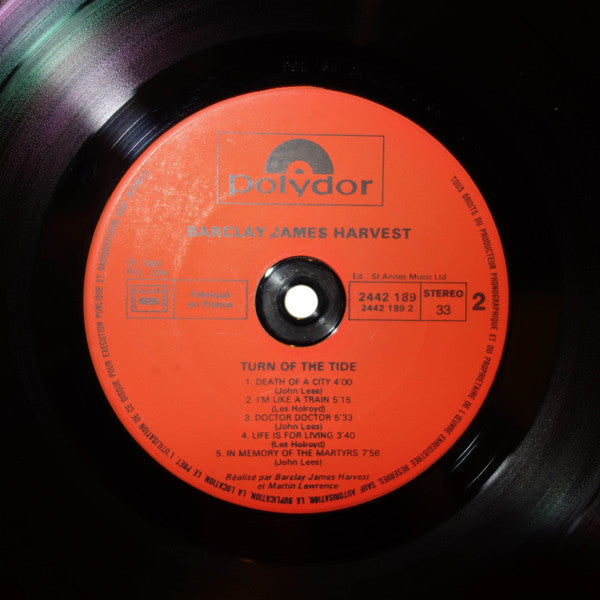 polydor
BARCLAY JAMES HARVEST
Ed. St Annes Music Ltd
Fabriqué
en France
2442 189
2442 189 2
STEREO
33
2
TURN OF THE TIDE
1. DEATH OF A CITY 4'00
(John Lees)
2. I'M LIKE A TRAIN 5'15
(Les Holroyd)
3. DOCTOR DOCTOR 5'33
(John Lees)
4. LIFE IS FOR LIVING 3'40
(Les Holroyd)
5. IN MEMORY OF THE MARTYRS 7'56
(John Lees)
Réalisé par Barclay James Harvest
et Martin Lawrence
TOUS DROITS DU PRODUCTEUR PHONOGRAPHIQUE ET DU PROPRIETAIRE DE L'ŒUVRE ENREGISTREE RESERVES. SAUF AUTORISATION, LA DUPLICATION, LA LOCATION, LE PRET, L'UTILISATION DE CE DISQUE POUR EXECUTION PUBLIQUE ET